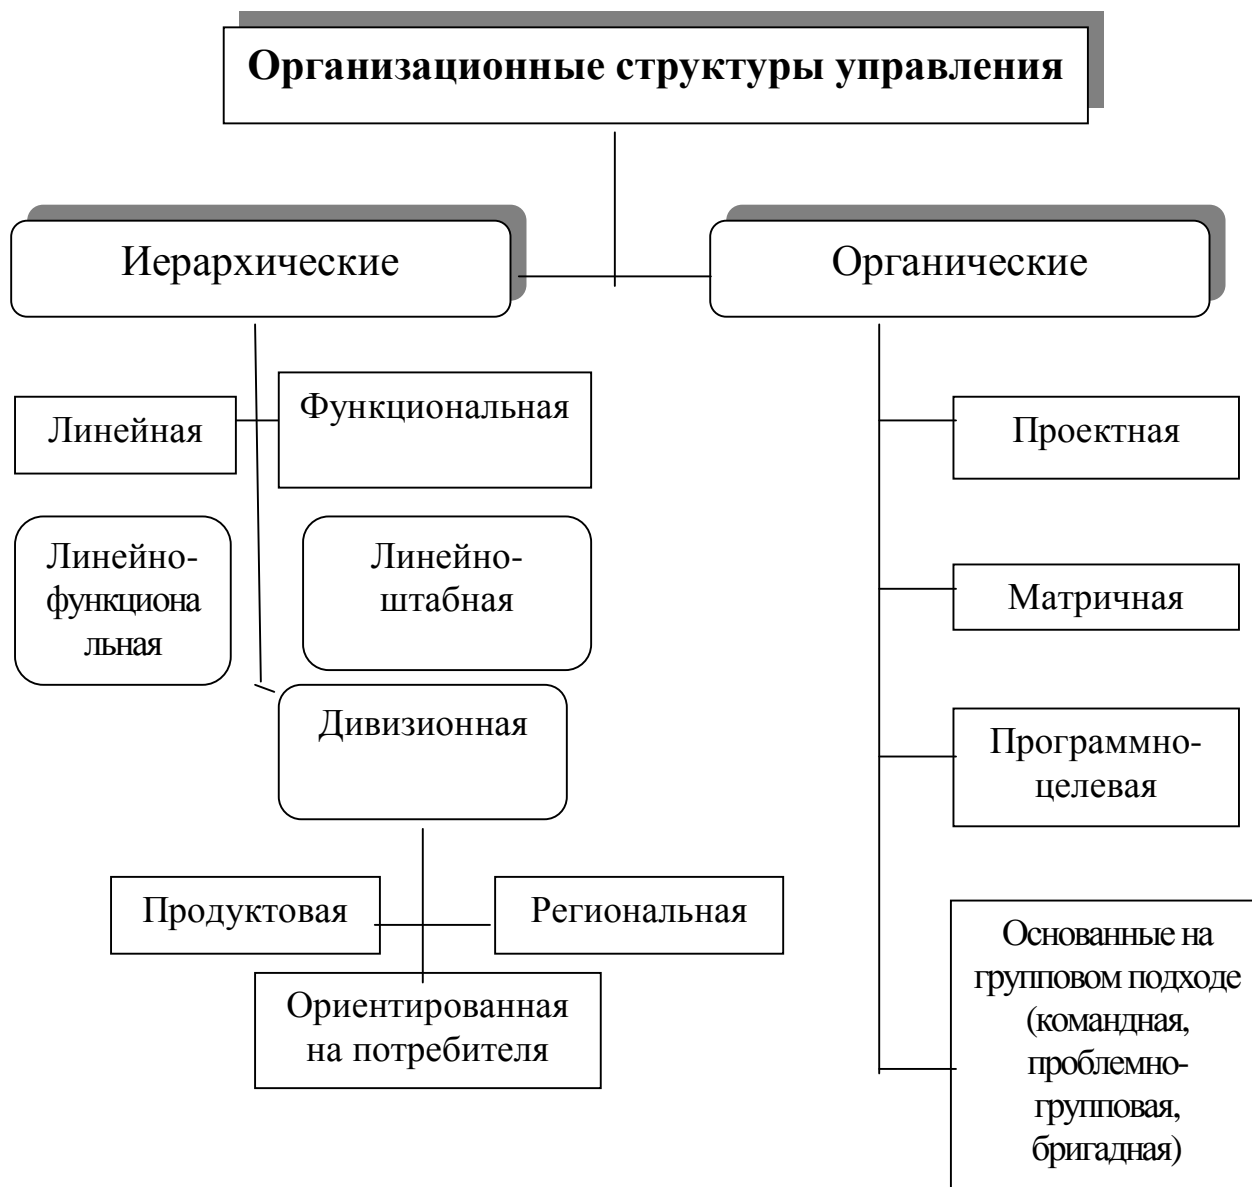 Организационные структуры управления
Иерархические
Органические
Линейная
Функциональная
Линейно-
функциона
льная
Линейно-
штабная
Дивизионная
Продуктовая
Региональная
Ориентированная
на потребителя
Проектная
Матричная
Программно-
целевая
Основанные на
групповом подходе
(командная,
проблемно-
групповая,
бригадная)